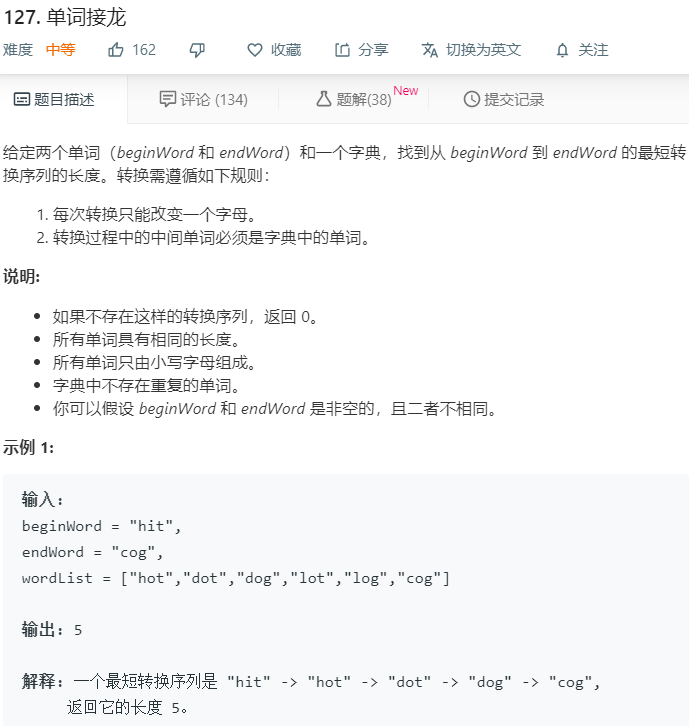 127. 单词接龙
难度 中等 162 收藏 分享 切换为英文 关注
题目描述 评论 (134) 题解(38) New 提交记录
给定两个单词（beginWord 和 endWord）和一个字典，找到从 beginWord 到 endWord 的最短转
换序列的长度。转换需遵循如下规则：
1. 每次转换只能改变一个字母。
2. 转换过程中的中间单词必须是字典中的单词。
说明:
• 如果不存在这样的转换序列，返回 0。
• 所有单词具有相同的长度。
• 所有单词只由小写字母组成。
• 字典中不存在重复的单词。
• 你可以假设 beginWord 和 endWord 是非空的，且二者不相同。
示例 1:
输入:
beginWord = "hit",
endWord = "cog",
wordList = ["hot","dot","dog","lot","log","cog"]
输出: 5
解释: 一个最短转换序列是 "hit" -> "hot" -> "dot" -> "dog" -> "cog",
返回它的长度 5。